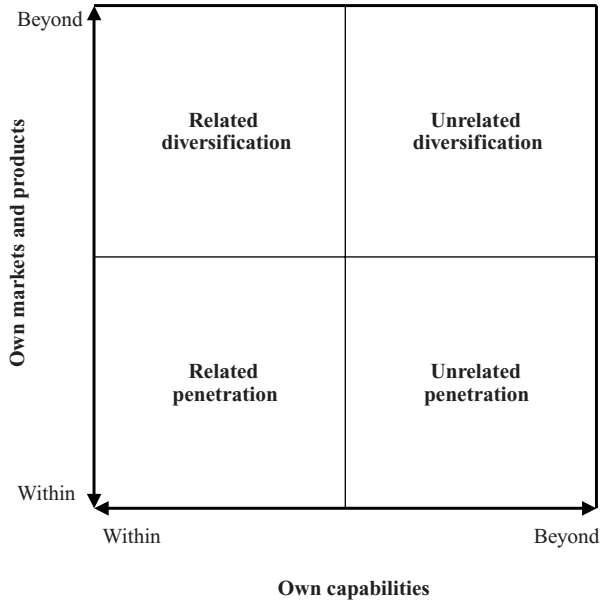 Beyond
Related
diversification
Unrelated
diversification
Own markets and products
Related
penetration
Unrelated
penetration
Within
Within
Beyond
Own capabilities